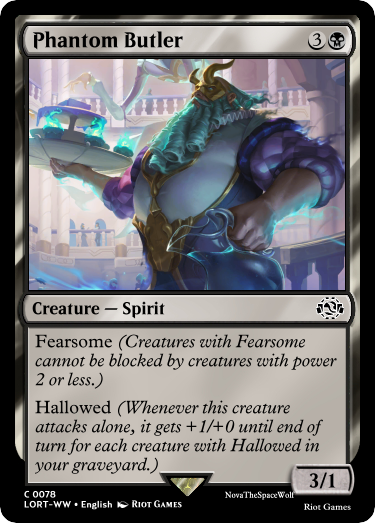 Phantom Butler 3
Creature — Spirit
Fearsome (Creatures with Fearsome
cannot be blocked by creatures with power
2 or less.)
Hallowed (Whenever this creature
attacks alone, it gets +1/+0 until end
of turn for each creature with Hallowed in
your graveyard.)
3/1
C 0078
LORT-WW • English RIOT GAMES
NovaTheSpaceWolf
Riot Games